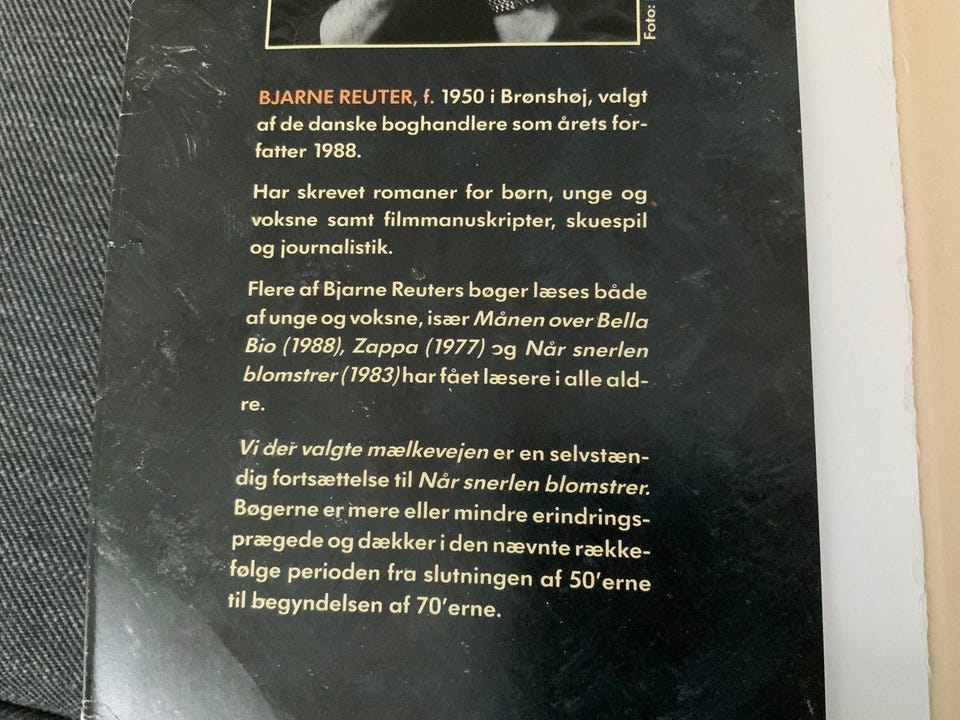 Foto:
BJARNE REUTER, f. 1950 i Brønshøj, valgt
af de danske boghandlere som årets for-
fatter 1988.
Har skrevet romaner for børn, unge og
voksne samt filmmanuskripter, skuespil
og journalistik.
Flere af Bjarne Reuters bøger læses både
af unge og voksne, især Månen over Bella
Bio (1988), Zappa (1977) og Når snerlen
blomstrer (1983) har fået læsere i alle ald-
re.
Vi der valgte mælkevejen er en selvstæn-
dig fortsættelse til Når snerlen blomstrer.
Bøgerne er mere eller mindre erindrings-
prægede og dækker i den nævnte række-
følge perioden fra slutningen af 50'erne
til begyndelsen af 70'erne.